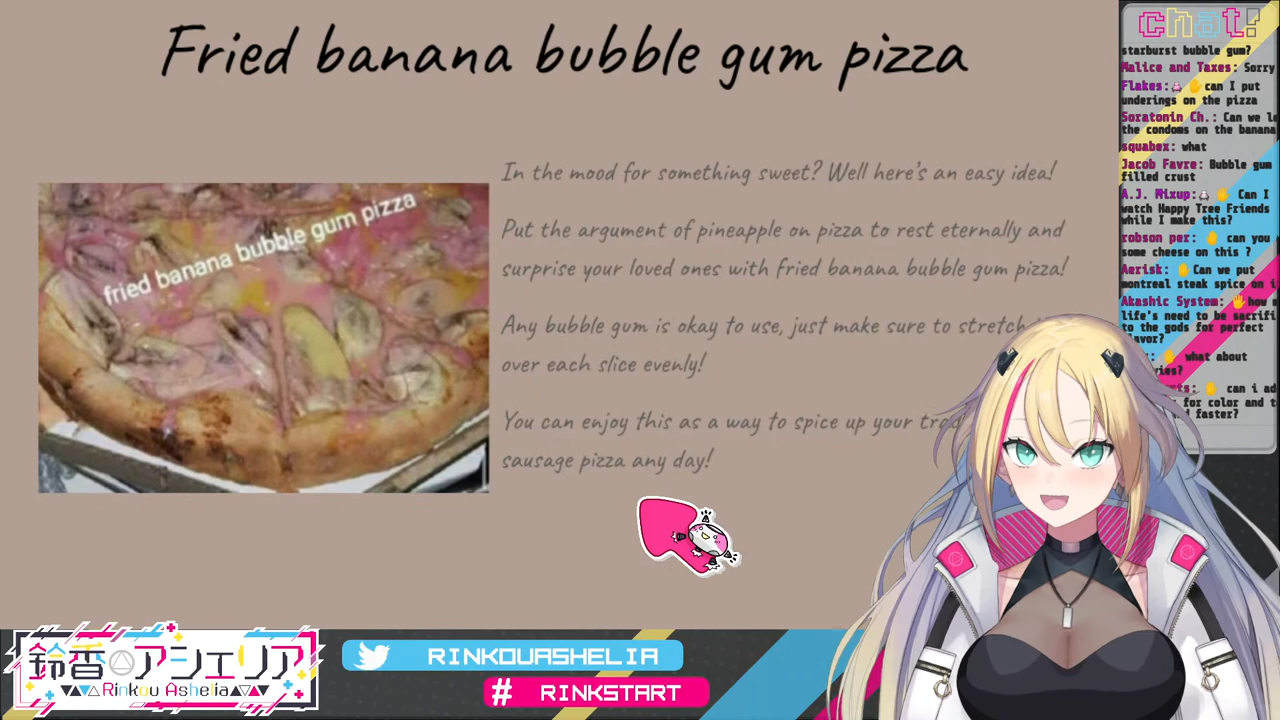 Fried banana bubble gum pizza
fried banana bubble gum pizza
In the mood for something sweet? Well here's an easy idea!
Put the argument of pineapple on pizza to rest eternally and
surprise your loved ones with fried banana bubble gum pizza!
Any bubble gum is okay to use, just make sure to stretch
over each slice evenly!
You can enjoy this as a way to spice up your
sausage pizza any day!
chat!
starburst bubble gum?
Malice and Taxes: Sorry
Flakes: can I put
underings on the pizza
Soratomin Ch.: Can we
the condoms on the banana
squabex: what
Jacob Favre: Bubble gum
filled crust
A.J. Mixup: Can I
watch Happy Tree Friends
while I make this?
robson per: can you
some cheese on this ?
Aerisk: Can we put
montreal steak spice on
Akashic System: how
life's need to be
to the gods for perfect
what about
can i
for color and
faster?
鈴香アシェリア
Rinkou Ashelia
RINKOUASHELIA
# RINKSTART